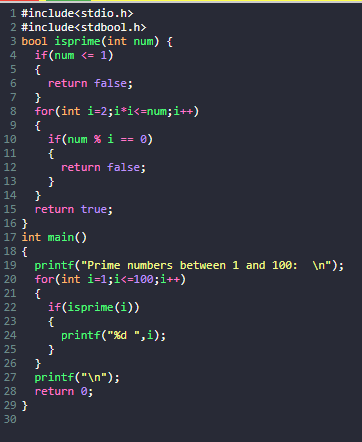 1 #include<stdio.h>
2 #include<stdbool.h>
3 bool isprime(int num) {
4   if(num <= 1)
5   {
6     return false;
7   }
8   for(int i=2;i*i<=num;i++)
9   {
10     if(num % i == 0)
11     {
12       return false;
13     }
14   }
15   return true;
16 }
17 int main()
18 {
19   printf("Prime numbers between 1 and 100:  \n");
20   for(int i=1;i<=100;i++)
21   {
22     if(isprime(i))
23     {
24       printf("%d ",i);
25     }
26   }
27   printf("\n");
28   return 0;
29 }
30